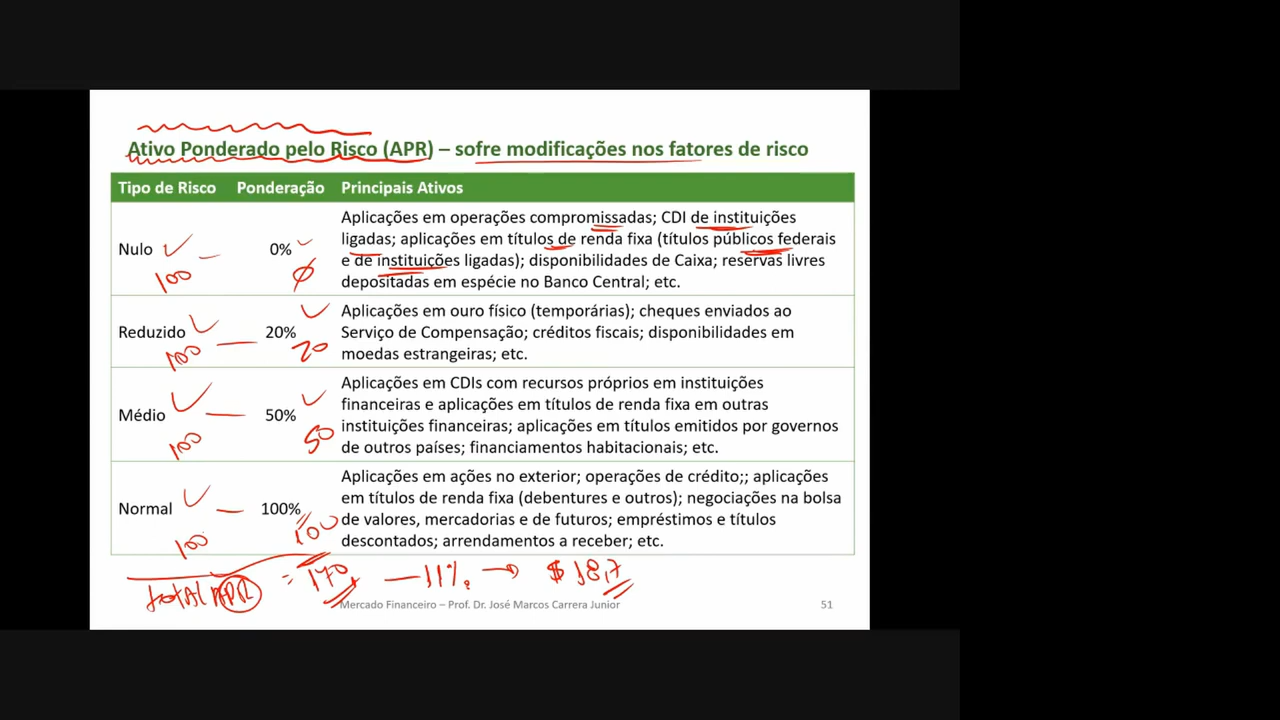 Ativo Ponderado pelo Risco (APR) – sofre modificações nos fatores de risco
Tipo de Risco Ponderação Principais Ativos
Nulo 0%
100 0
Aplicações em operações compromissadas; CDI de instituições
ligadas; aplicações em títulos de renda fixa (títulos públicos federais
e de instituições ligadas); disponibilidades de Caixa; reservas livres
depositadas em espécie no Banco Central; etc.
Reduzido 20%
100 20
Aplicações em ouro físico (temporárias); cheques enviados ao
Serviço de Compensação; créditos fiscais; disponibilidades em
moedas estrangeiras; etc.
Médio 50%
100 50
Aplicações em CDIs com recursos próprios em instituições
financeiras e aplicações em títulos de renda fixa em outras
instituições financeiras; aplicações em títulos emitidos por governos
de outros países; financiamentos habitacionais; etc.
Normal 100%
100 100
Aplicações em ações no exterior; operações de crédito;; aplicações
em títulos de renda fixa (debentures e outros); negociações na bolsa
de valores, mercadorias e de futuros; empréstimos e títulos
descontados; arrendamentos a receber; etc.
total APR = 170 — 11% → $ 18,7
Mercado Financeiro – Prof. Dr. José Marcos Carrera Junior 51